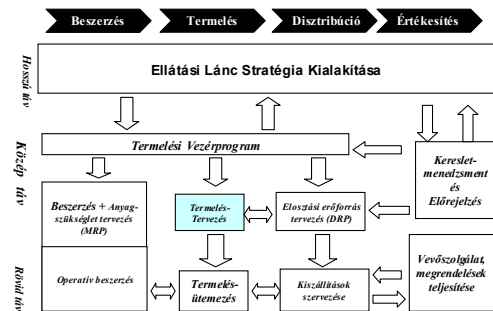 Beszerzés
Termelés
Disztribúció
Értékesítés
Hosszú táv
Ellátási Lánc Stratégia Kialakítása
Közép táv
Termelési Vezérprogram
Kereslet-
menedzsment
és
Előrejelzés
Beszerzés + Anyag-
szükséglet tervezés
(MRP)
Termelés-
Tervezés
Elosztási erőforrás
tervezés (DRP)
Rövid táv
Operatív beszerzés
Termelés-
ütemezés
Kiszállítások
szervezése
Vevőszolgálat,
megrendelések
teljesítése